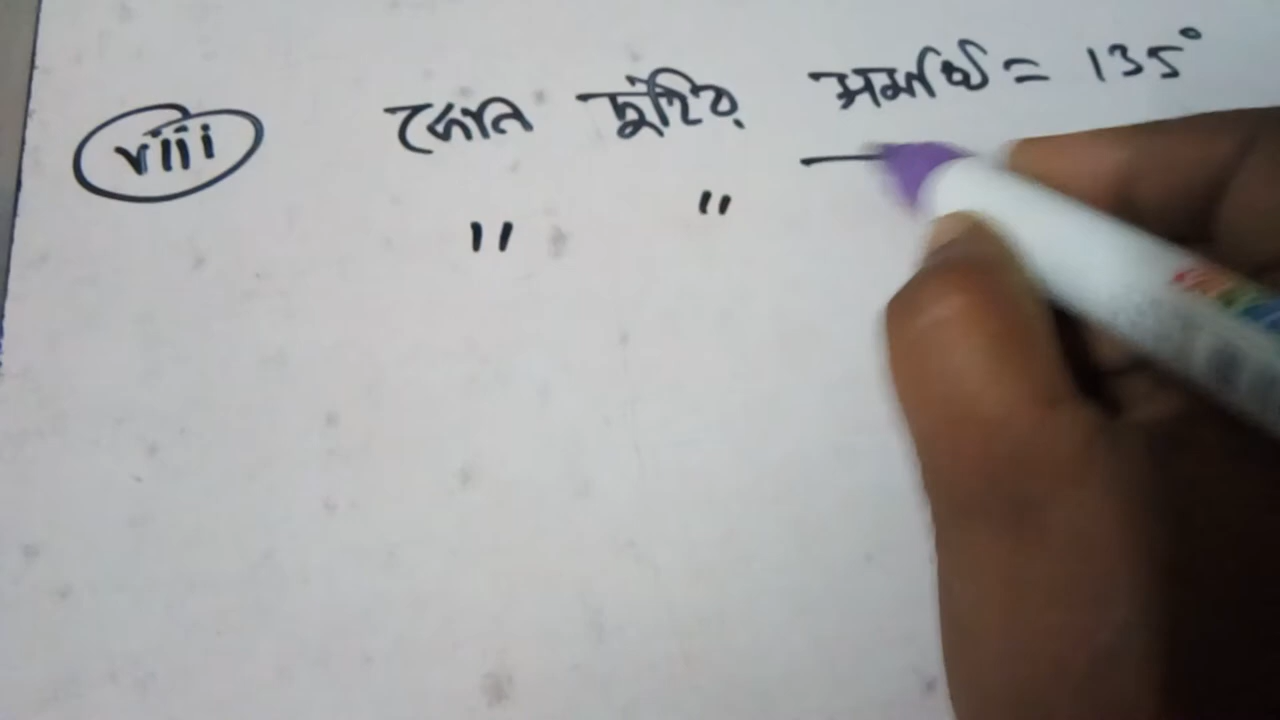 viii কোন দুটির সমষ্টি = 135°
" "